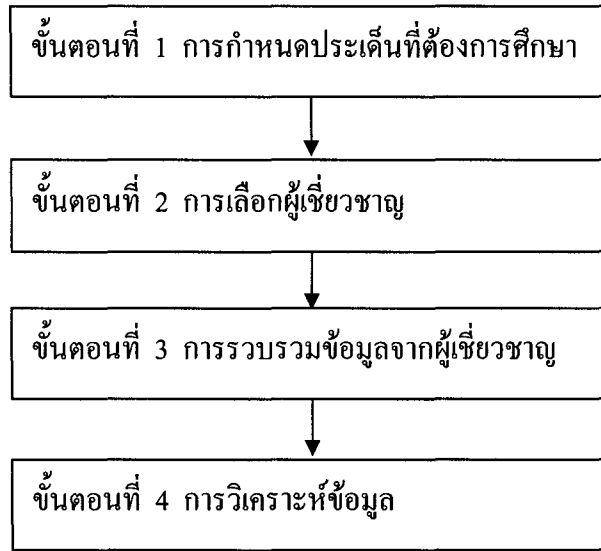 ขั้นตอนที่ 1 การกำหนดประเด็นที่ต้องการศึกษา
ขั้นตอนที่ 2 การเลือกผู้เชี่ยวชาญ
ขั้นตอนที่ 3 การรวบรวมข้อมูลจากผู้เชี่ยวชาญ
ขั้นตอนที่ 4 การวิเคราะห์ข้อมูล